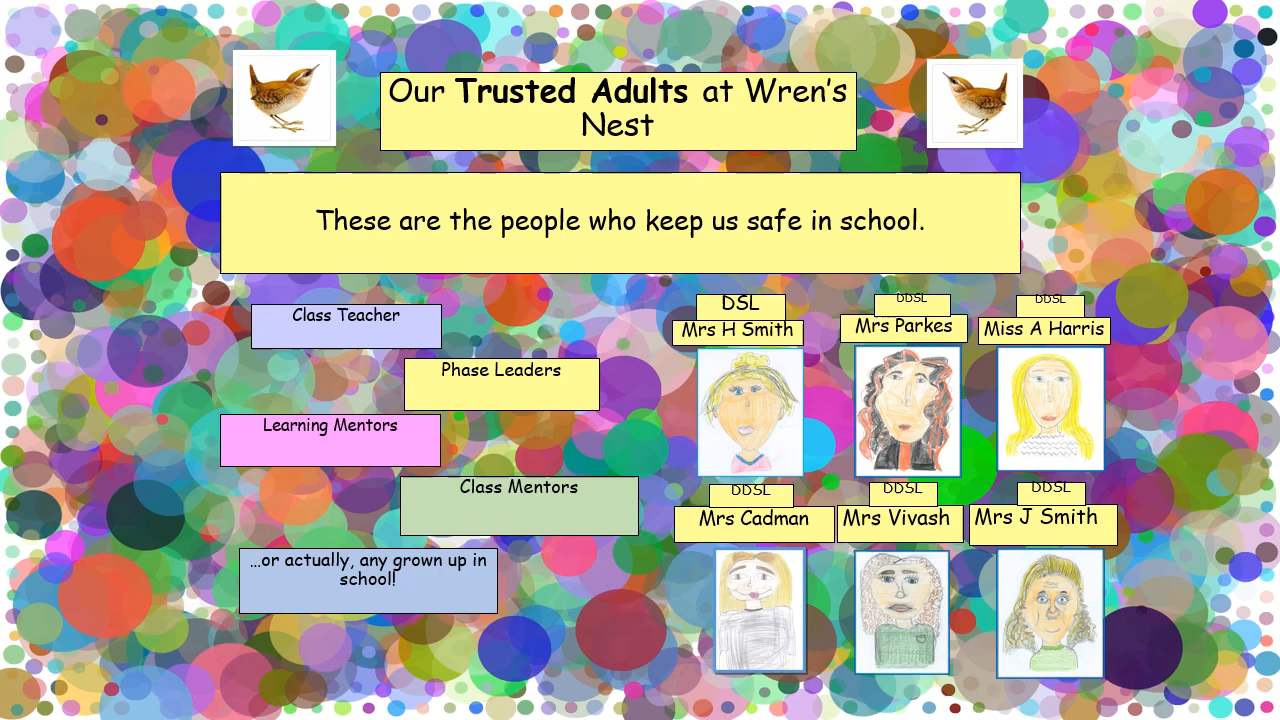 Our Trusted Adults at Wren's
Nest
These are the people who keep us safe in school.
Class Teacher
Phase Leaders
Learning Mentors
Class Mentors
...or actually, any grown up in
school!
DSL
Mrs H Smith
DDSL
Mrs Parkes
DDSL
Miss A Harris
DDSL
Mrs Cadman
DDSL
Mrs Vivash
DDSL
Mrs J Smith